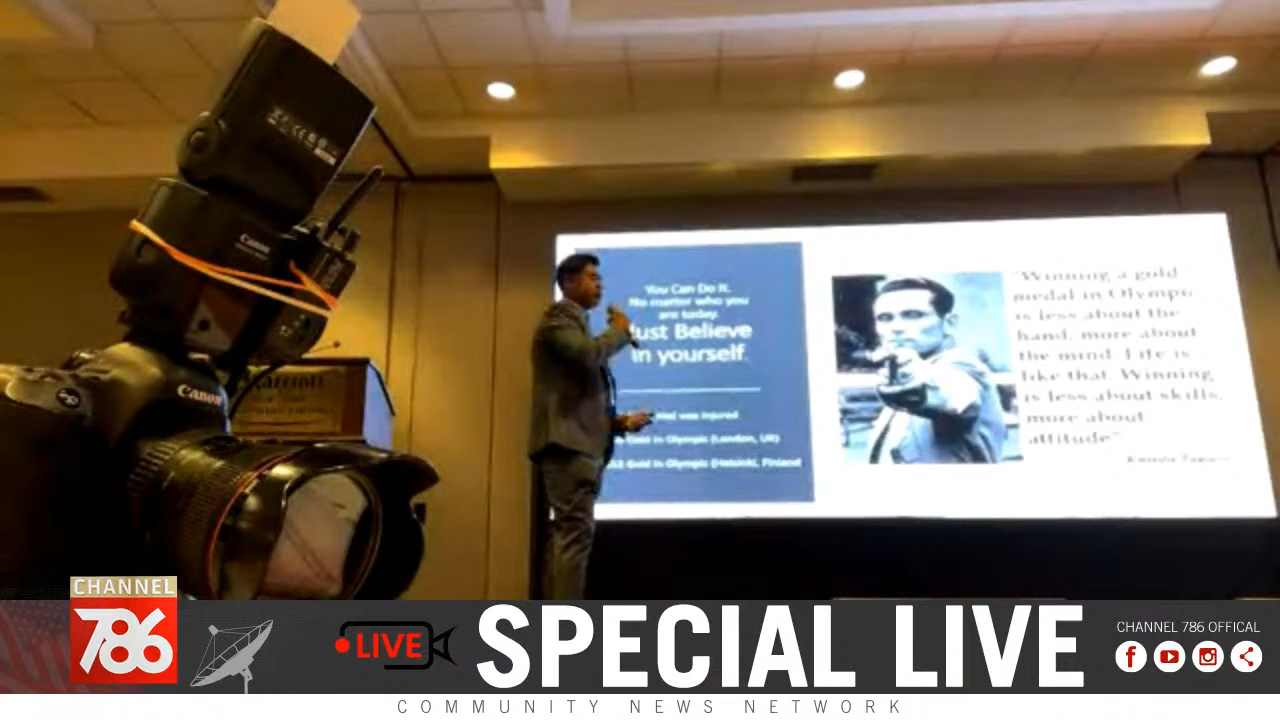 Canon
Canon
You Can Do It.
No matter who you
are today.
Just Believe
in yourself.
was injured
Gold in Olympic (London, UK)
Gold in Olympic (Helsinki, Finland
"Winning a gold
medal in Olympic
is less about the
hand, more about
the mind. Life is
like that. Winning
is less about skills,
more about
attitude"
CHANNEL
786
LIVE
SPECIAL LIVE
CHANNEL 786 OFFICAL
COMMUNITY NEWS NETWORK